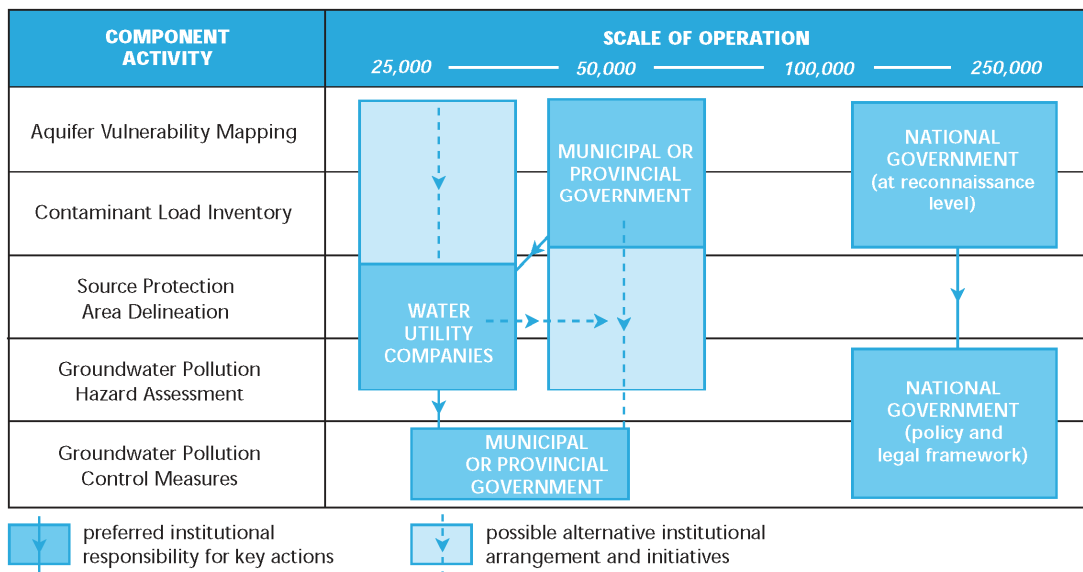 COMPONENT
ACTIVITY
SCALE OF OPERATION
25,000
50,000
100,000
250,000
Aquifer Vulnerability Mapping
Contaminant Load Inventory
Source Protection
Area Delineation
Groundwater Pollution
Hazard Assessment
Groundwater Pollution
Control Measures
MUNICIPAL OR
PROVINCIAL
GOVERNMENT
NATIONAL
GOVERNMENT
(at reconnaissance
level)
WATER
UTILITY
COMPANIES
NATIONAL
GOVERNMENT
(policy and
legal framework)
MUNICIPAL
OR PROVINCIAL
GOVERNMENT
preferred institutional
responsibility for key actions
possible alternative institutional
arrangement and initiatives